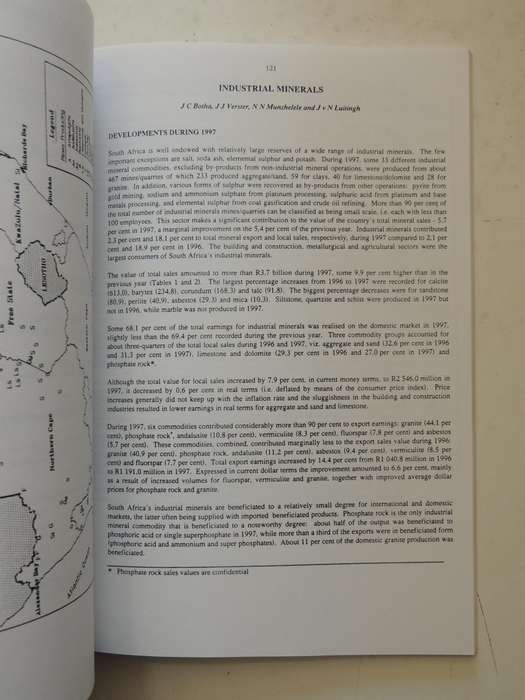 121
INDUSTRIAL MINERALS
J C Botha, J J Verster, N N Munzhelele and J v N Luitingh
DEVELOPMENTS DURING 1997
South Africa is well endowed with relatively large reserves of a wide range of industrial minerals. The few
important exceptions are salt, soda ash, elemental sulphur and potash. During 1997, some 33 different industrial
mineral commodities, excluding by-products from non-industrial mineral operations, were produced from about
467 mines/quarries of which 233 produced aggregate/sand, 59 for clays, 40 for limestone/dolomite and 28 for
granite. In addition, various forms of sulphur were recovered as by-products from other operations: pyrite from
gold mining, sodium and ammonium sulphate from platinum processing, sulphuric acid from platinum and base
metals processing, and elemental sulphur from coal gasification and crude oil refining. More than 90 per cent of
the total number of industrial minerals mines/quarries can be classified as being small scale, i.e. each with less than
100 employees. This sector makes a significant contribution to the value of the country's total mineral sales - 5,7
per cent in 1997, a marginal improvement on the 5,4 per cent of the previous year. Industrial minerals contributed
2,3 per cent and 18,1 per cent to total mineral export and local sales, respectively, during 1997 compared to 2,1 per
cent and 18,9 per cent in 1996. The building and construction, metallurgical and agricultural sectors were the
largest consumers of South Africa's industrial minerals.
The value of total sales amounted to more than R3,7 billion during 1997, some 9,9 per cent higher than in the
previous year (Tables 1 and 2). The largest percentage increases from 1996 to 1997 were recorded for calcite
(613,0), barytes (234,8), corundum (168,3) and talc (91,8). The biggest percentage decreases were for sandstone
(80,9), perlite (40,9), asbestos (29,3) and mica (10,3). Siltstone, quartzite and schist were produced in 1997 but
not in 1996, while marble was not produced in 1997.
Some 68,1 per cent of the total earnings for industrial minerals was realised on the domestic market in 1997,
slightly less than the 69,4 per cent recorded during the previous year. Three commodity groups accounted for
about three-quarters of the total local sales during 1996 and 1997, viz. aggregate and sand (32,6 per cent in 1996
and 31,3 per cent in 1997), limestone and dolomite (29,3 per cent in 1996 and 27,0 per cent in 1997) and
phosphate rock*.
Although the total value for local sales increased by 7,9 per cent, in current money terms, to R2 546,0 million in
1997, it decreased by 0,6 per cent in real terms (i.e. deflated by means of the consumer price index). Price
increases generally did not keep up with the inflation rate and the sluggishness in the building and construction
industries resulted in lower earnings in real terms for aggregate and sand and limestone.
During 1997, six commodities contributed considerably more than 90 per cent to export earnings: granite (44,1 per
cent), phosphate rock*, andalusite (10,8 per cent), vermiculite (8,3 per cent), fluorspar (7,8 per cent) and asbestos
(5,7 per cent). These commodities, combined, contributed marginally less to the export sales value during 1996:
granite (40,9 per cent), phosphate rock, andalusite (11,2 per cent), asbestos (9,4 per cent), vermiculite (8,5 per
cent) and fluorspar (7,7 per cent). Total export earnings increased by 14,4 per cent from R1 040,8 million in 1996
to R1 191,0 million in 1997. Expressed in current dollar terms the improvement amounted to 6,6 per cent, mainly
as a result of increased volumes for fluorspar, vermiculite and granite, together with improved average dollar
prices for phosphate rock and granite.
South Africa's industrial minerals are beneficiated to a relatively small degree for international and domestic
markets, the latter often being supplied with imported beneficiated products. Phosphate rock is the only industrial
mineral commodity that is beneficiated to a noteworthy degree: about half of the output was beneficiated to
phosphoric acid or single superphosphate in 1997, while more than a third of the exports were in beneficiated form
(phosphoric acid and ammonium and super phosphates). About 11 per cent of the domestic granite production was
beneficiated.
* Phosphate rock sales values are confidential
Legend
Richards Bay
KwaZulu/Natal
LESOTHO
Free State
Northern Cape
Alexander Bay
Atlantic Ocean